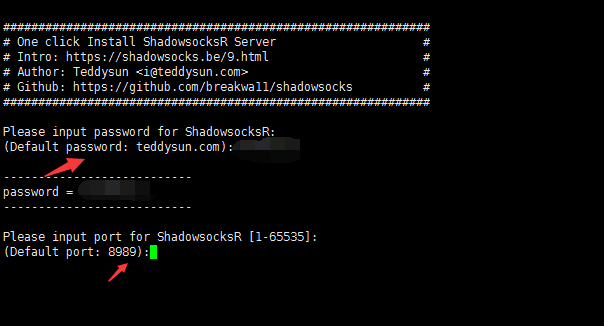 #############################################################
# One click Install ShadowsocksR Server #
# Intro: https://shadowsocks.be/9.html #
# Author: Teddysun <i@teddysun.com> #
# Github: https://github.com/breakwa11/shadowsocks #
#############################################################
Please input password for ShadowsocksR:
(Default password: teddysun.com):
---------------------------
password =
---------------------------
Please input port for ShadowsocksR [1-65535]:
(Default port: 8989):